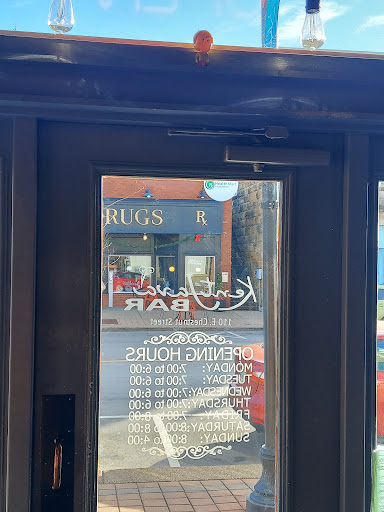 RUGS Rx
Kent Java
BAR
110 E. Chestnut Street
OPENING HOURS
MONDAY: 7:00 to 6:00
TUESDAY: 7:00 to 6:00
WEDNESDAY: 7:00 to 6:00
THURSDAY: 7:00 to 6:00
FRIDAY: 7:00 to 8:00
SATURDAY: 8:00 to 8:00
SUNDAY: 8:00 to 4:00